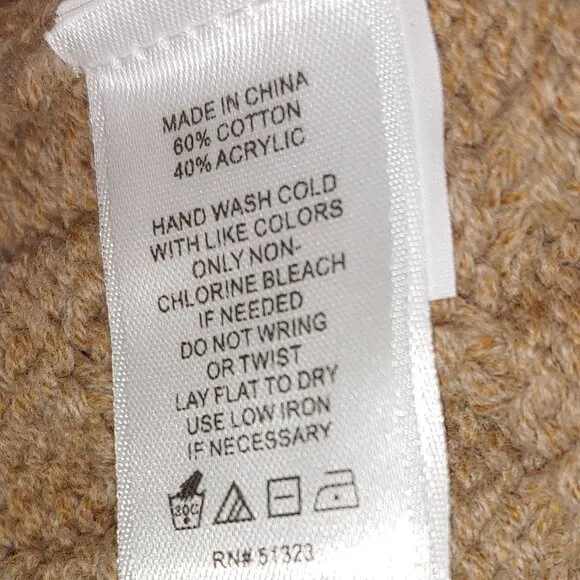 MADE IN CHINA
60% COTTON
40% ACRYLIC
HAND WASH COLD
WITH LIKE COLORS
ONLY NON-
CHLORINE BLEACH
IF NEEDED
DO NOT WRING
OR TWIST
LAY FLAT TO DRY
USE LOW IRON
IF NECESSARY
30C
RN# 51323